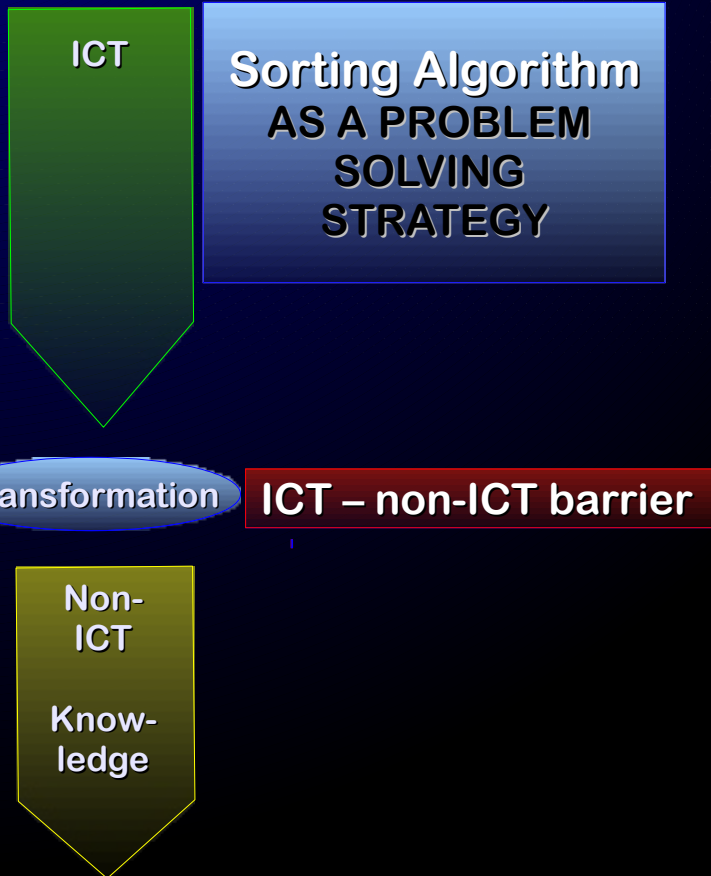 ICT
Sorting Algorithm
AS A PROBLEM
SOLVING
STRATEGY
ansformation
ICT – non-ICT barrier
Non-
ICT
Know-
ledge